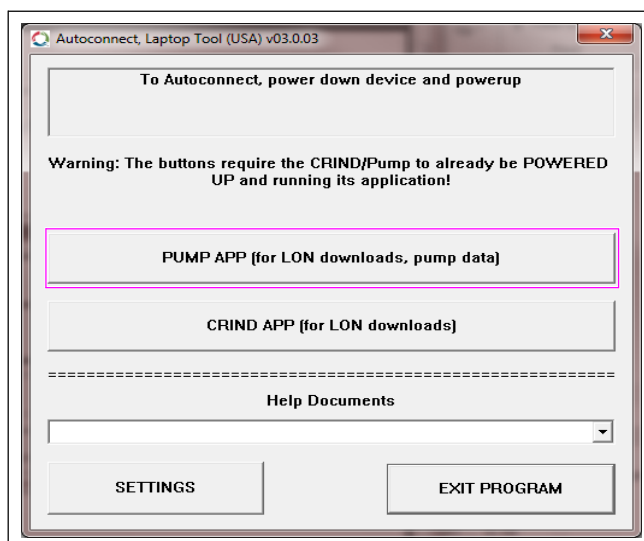 Autoconnect, Laptop Tool (USA) v03.0.03
To Autoconnect, power down device and powerup
Warning: The buttons require the CRIND/Pump to already be POWERED
UP and running its application!
PUMP APP (for LON downloads, pump data)
CRIND APP (for LON downloads)
============================================================
Help Documents
SETTINGS
EXIT PROGRAM